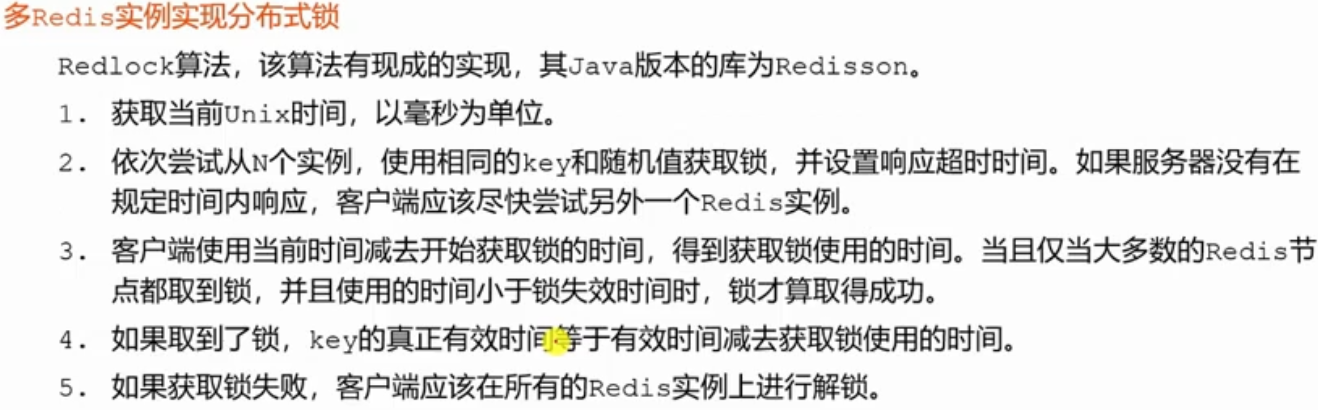 多Redis实例实现分布式锁
Redlock算法，该算法有现成的实现，其Java版本的库为Redisson。
1. 获取当前Unix时间，以毫秒为单位。
2. 依次尝试从N个实例，使用相同的key和随机值获取锁，并设置响应超时时间。如果服务器没有在
规定时间内响应，客户端应该尽快尝试另外一个Redis实例。
3. 客户端使用当前时间减去开始获取锁的时间，得到获取锁使用的时间。当且仅当大多数的Redis节
点都取到锁，并且使用的时间小于锁失效时间时，锁才算取得成功。
4. 如果取到了锁，key的真正有效时间等于有效时间减去获取锁使用的时间。
5. 如果获取锁失败，客户端应该在所有的Redis实例上进行解锁。